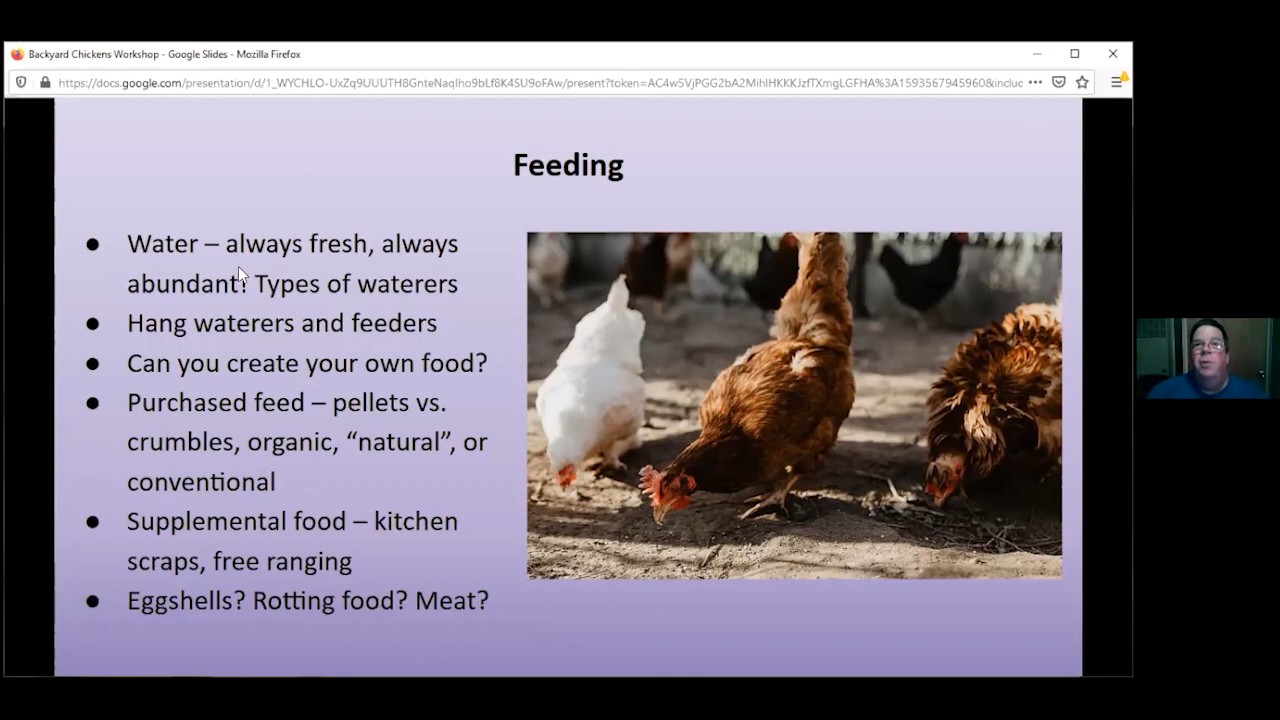 Backyard Chickens Workshop - Google Slides - Mozilla Firefox
https://docs.google.com/presentation/d/1_WYCHLO-UxZq9UUUTH8GnteNaqIho9bLf8K4SU9oFAw/present?token=AC4w5VjPGG2bA2MihlHKKKJzfTXmgLGFHA%3A1593567945960&incluc
Feeding
● Water – always fresh, always
abundant! Types of waterers
● Hang waterers and feeders
● Can you create your own food?
● Purchased feed – pellets vs.
crumbles, organic, “natural”, or
conventional
● Supplemental food – kitchen
scraps, free ranging
● Eggshells? Rotting food? Meat?